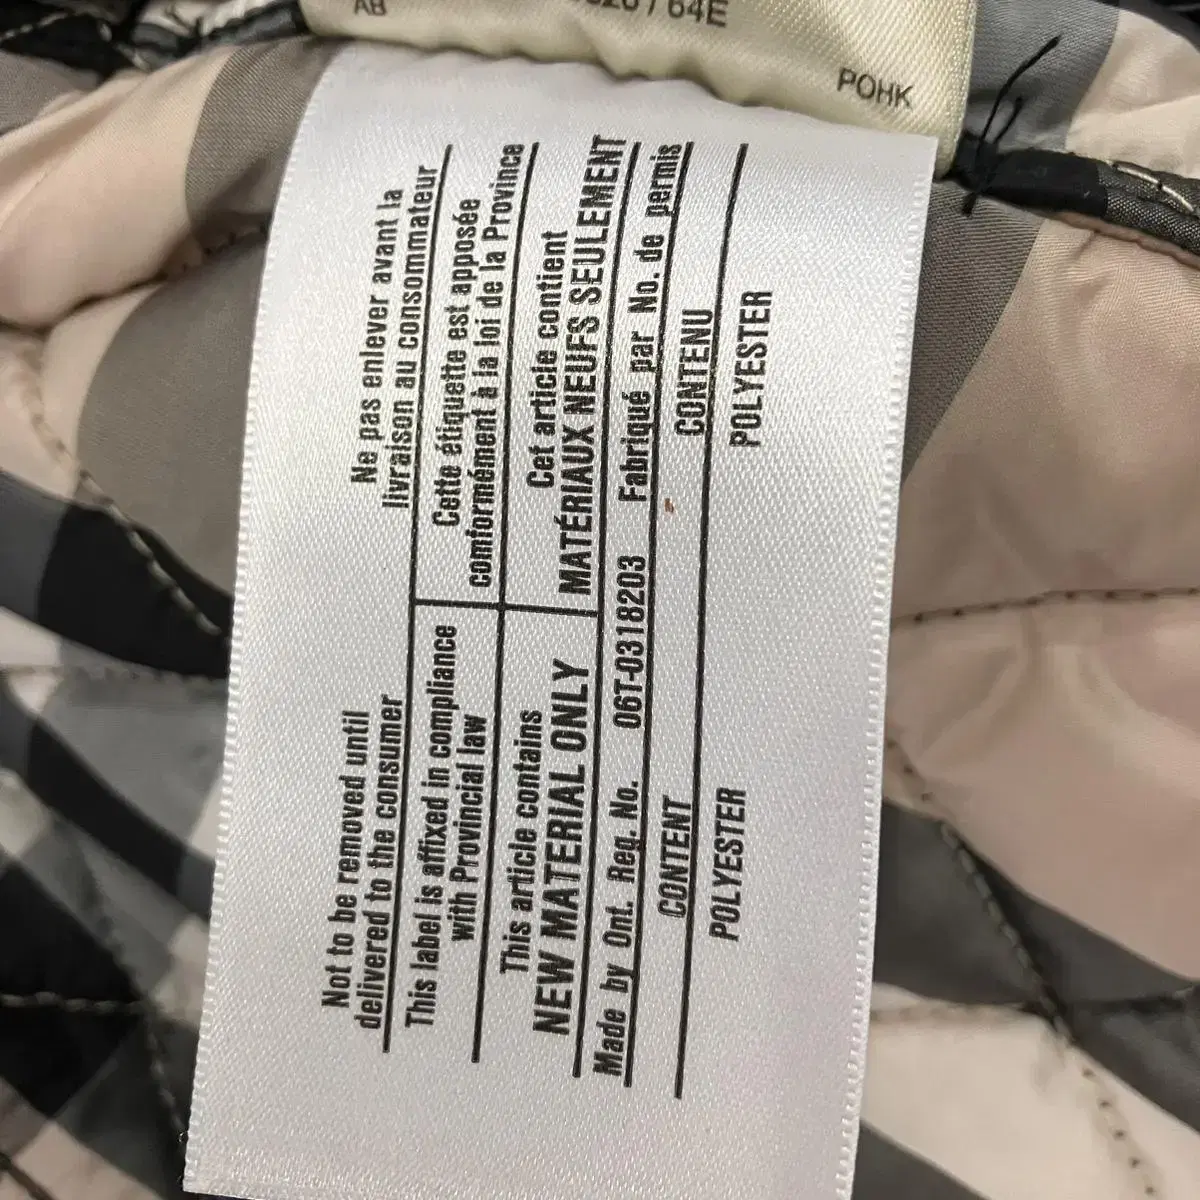 AB
/ 64E
POHK
Not to be removed until
delivered to the consumer
Ne pas enlever avant la
livraison au consommateur
This label is affixed in compliance
with Provincial law
Cette étiquette est apposée
comformément à la loi de la Province
This article contains
NEW MATERIAL ONLY
Cet article contient
MATÉRIAUX NEUFS SEULEMENT
Made by Ont. Reg. No. 06T-0318203 Fabriqué par No. de permis
CONTENT CONTENU
POLYESTER POLYESTER